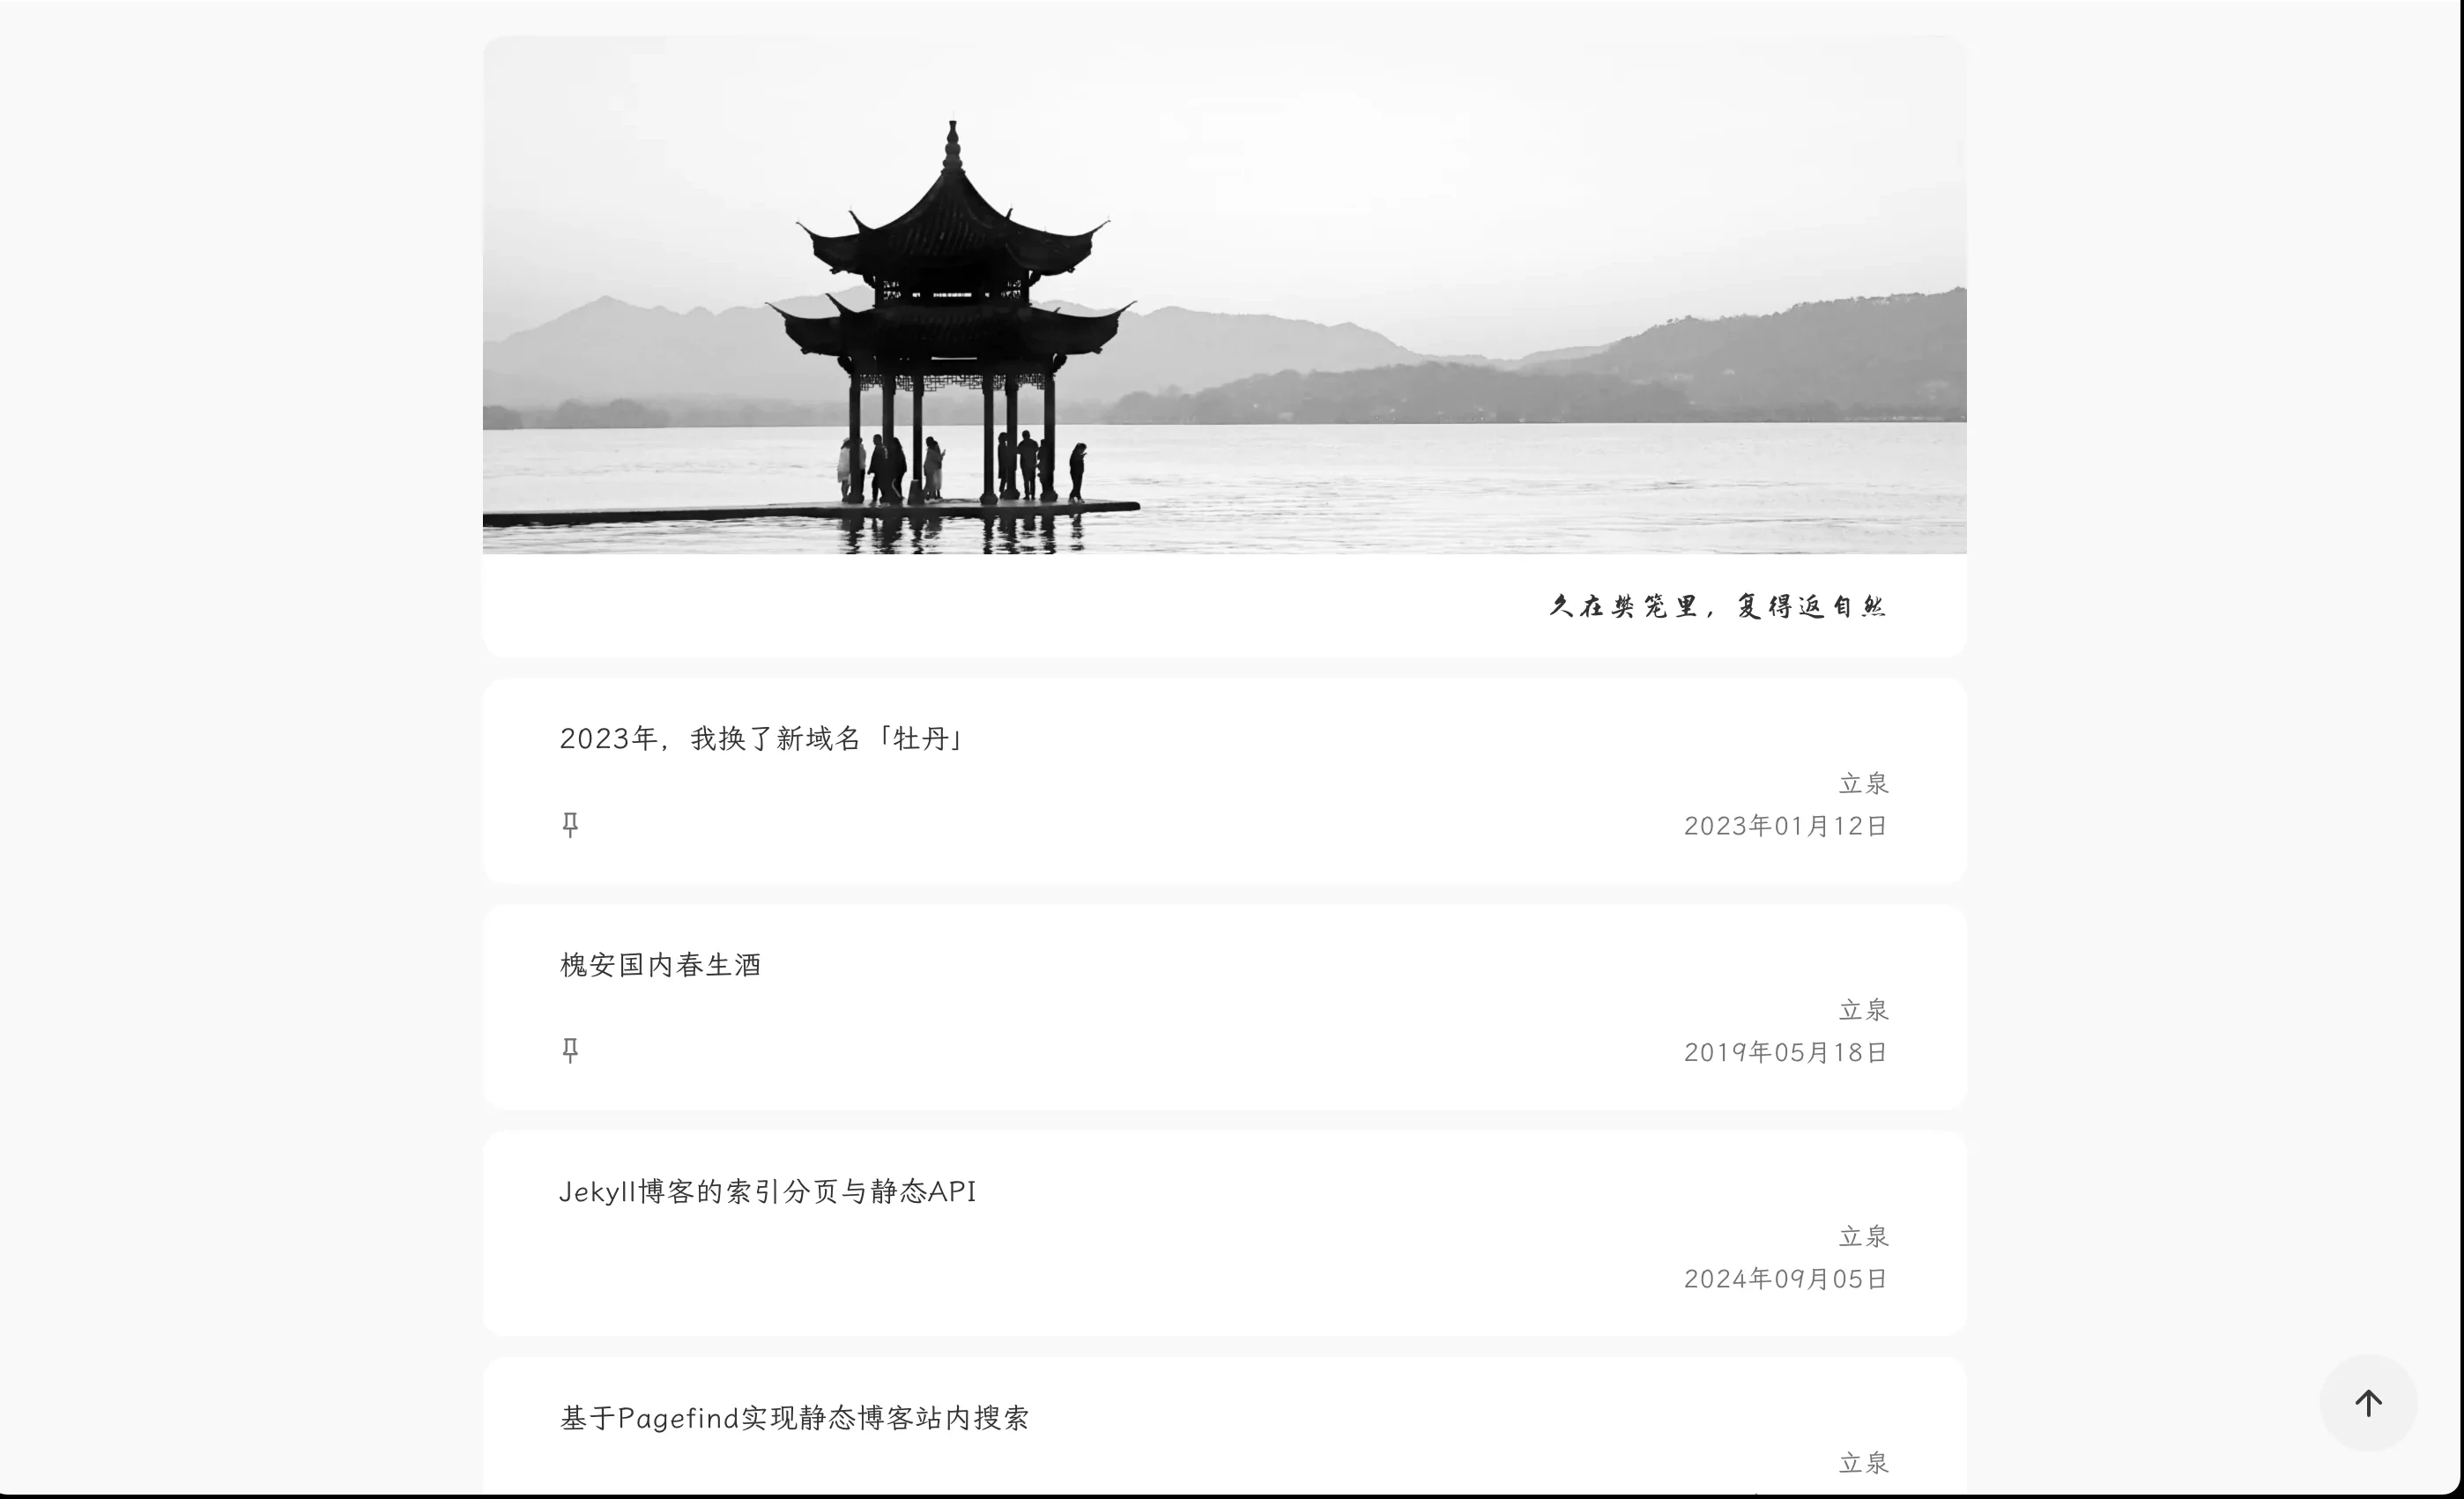 久在樊笼里，复得返自然
2023年，我换了新域名「牡丹」
立泉
2023年01月12日
槐安国内春生酒
立泉
2019年05月18日
Jekyll博客的索引分页与静态API
立泉
2024年09月05日
基于Pagefind实现静态博客站内搜索
立泉